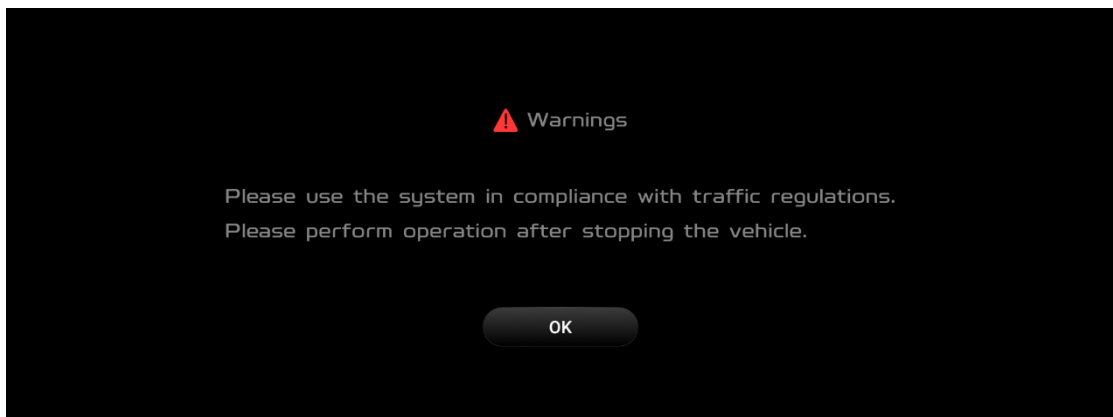 Warnings
Please use the system in compliance with traffic regulations.
Please perform operation after stopping the vehicle.
OK